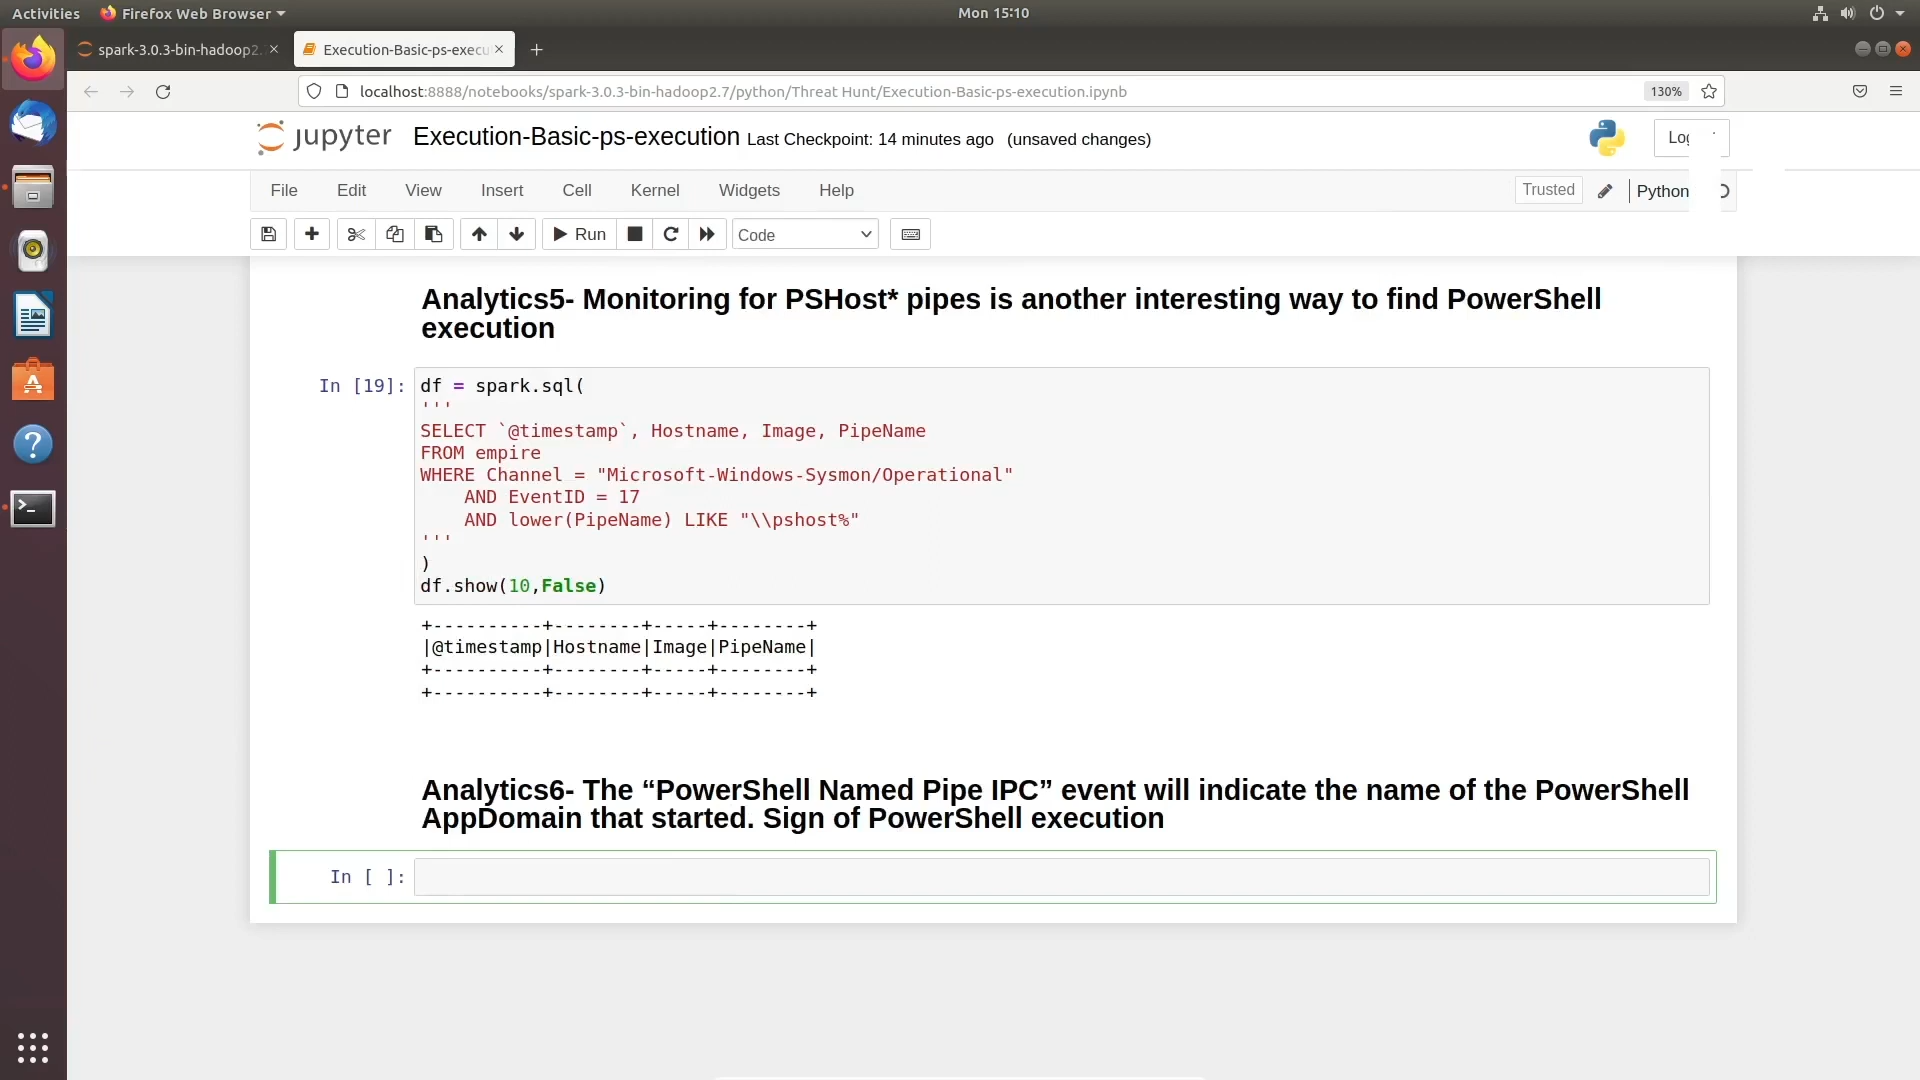 Activities Firefox Web Browser Mon 15:10
spark-3.0.3-bin-hadoop2. Execution-Basic-ps-execu
localhost:8888/notebooks/spark-3.0.3-bin-hadoop2.7/python/Threat Hunt/Execution-Basic-ps-execution.ipynb 130%
jupyter Execution-Basic-ps-execution Last Checkpoint: 14 minutes ago (unsaved changes)
File Edit View Insert Cell Kernel Widgets Help Trusted Python
Run Code
Analytics5- Monitoring for PSHost* pipes is another interesting way to find PowerShell
execution
In [19]: df = spark.sql(
'''
SELECT `@timestamp`, Hostname, Image, PipeName
FROM empire
WHERE Channel = "Microsoft-Windows-Sysmon/Operational"
    AND EventID = 17
    AND lower(PipeName) LIKE "\\pshost%"
'''
)
df.show(10,False)
+----------+--------+-----+--------+
|@timestamp|Hostname|Image|PipeName|
+----------+--------+-----+--------+
+----------+--------+-----+--------+
Analytics6- The “PowerShell Named Pipe IPC” event will indicate the name of the PowerShell
AppDomain that started. Sign of PowerShell execution
In [ ]: